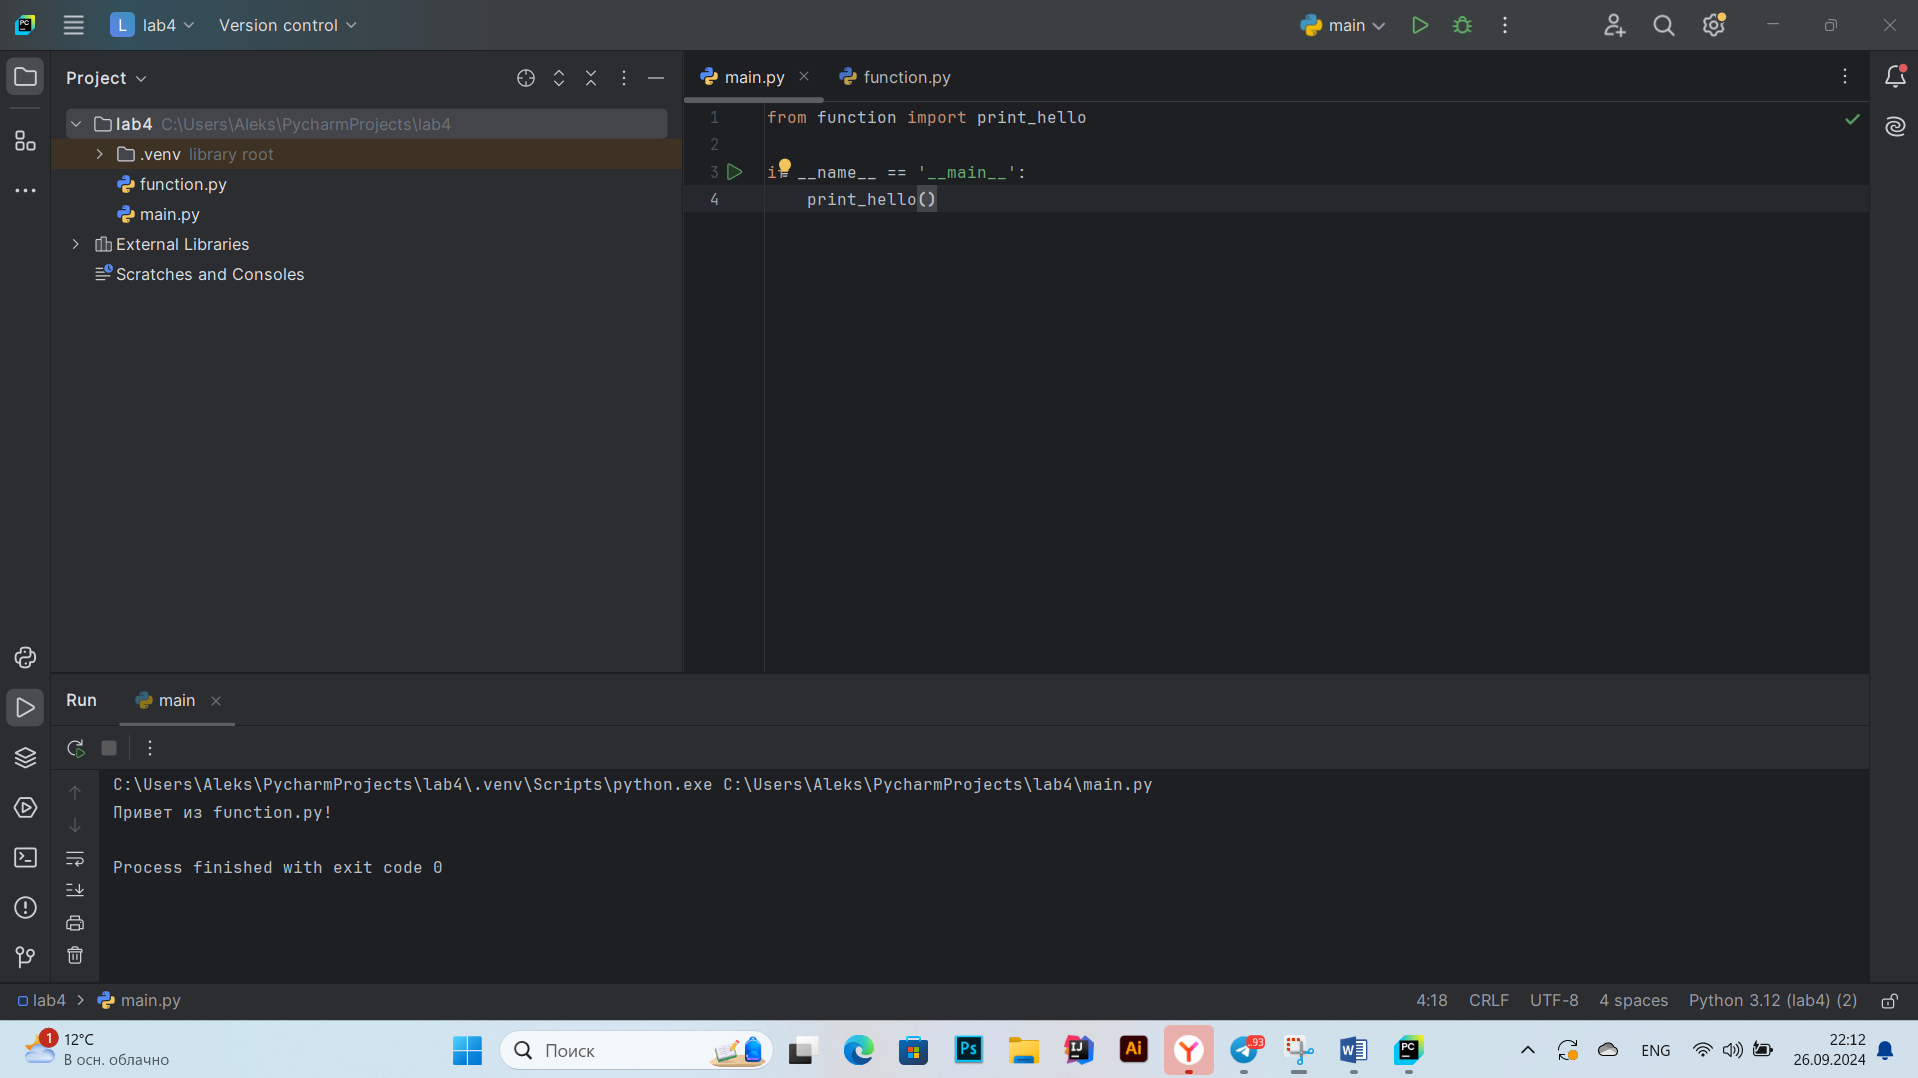 L lab4 Version control main
Project
main.py function.py
lab4 C:\Users\Aleks\PycharmProjects\lab4
.venv library root
function.py
main.py
External Libraries
Scratches and Consoles
1 from function import print_hello
2
3 if __name__ == '__main__':
4 print_hello()
Run main
C:\Users\Aleks\PycharmProjects\lab4\.venv\Scripts\python.exe C:\Users\Aleks\PycharmProjects\lab4\main.py
Привет из function.py!
Process finished with exit code 0
lab4 main.py 4:18 CRLF UTF-8 4 spaces Python 3.12 (lab4) (2)
1 12°C
В осн. облачно
Поиск
Ps
IJ
Ai
Y
.93
W
PC
ENG
22:12
26.09.2024